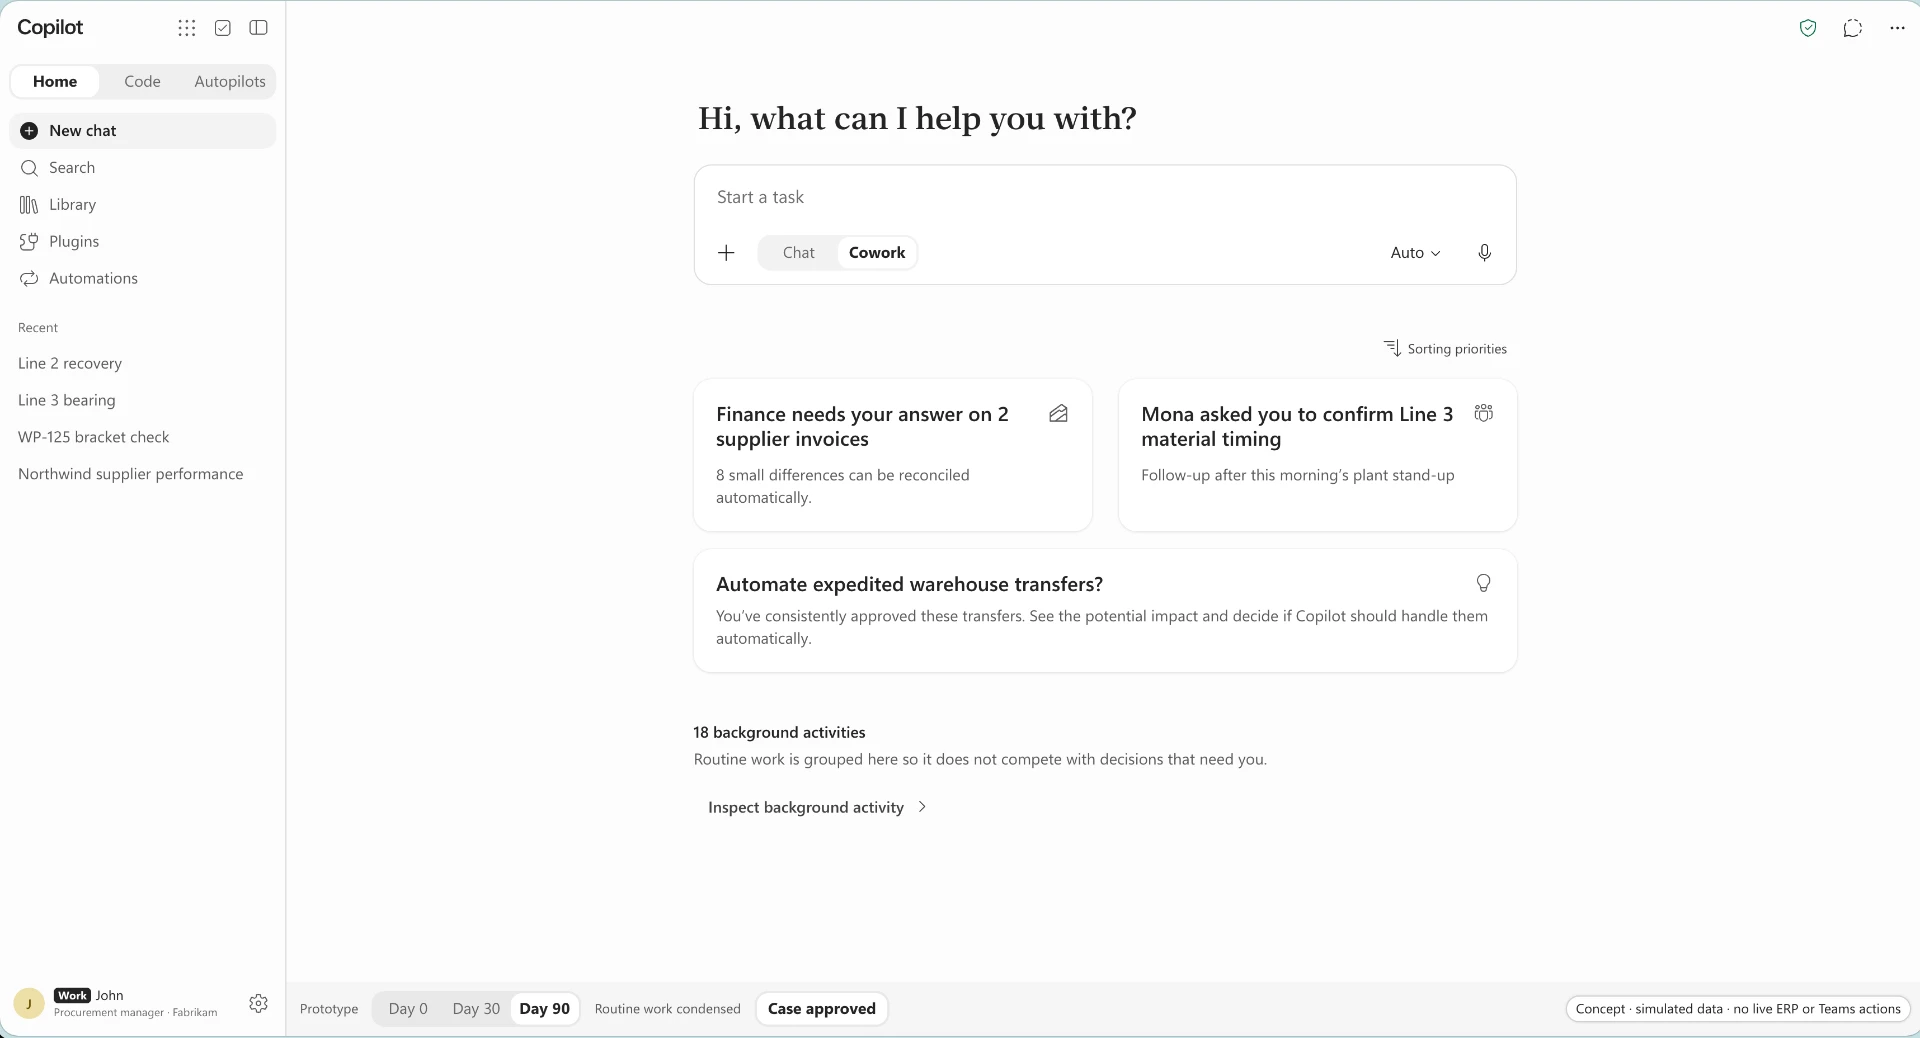 Copilot
Home Code Autopilots
New chat
Search
Library
Plugins
Automations
Recent
Line 2 recovery
Line 3 bearing
WP-125 bracket check
Northwind supplier performance
J
Work John
Procurement manager · Fabrikam
Hi, what can I help you with?
Start a task
Chat Cowork Auto
Sorting priorities
Finance needs your answer on 2
supplier invoices
8 small differences can be reconciled
automatically.
Mona asked you to confirm Line 3
material timing
Follow-up after this morning’s plant stand-up
Automate expedited warehouse transfers?
You’ve consistently approved these transfers. See the potential impact and decide if Copilot should handle them
automatically.
18 background activities
Routine work is grouped here so it does not compete with decisions that need you.
Inspect background activity
Prototype Day 0 Day 30 Day 90 Routine work condensed Case approved
Concept · simulated data · no live ERP or Teams actions